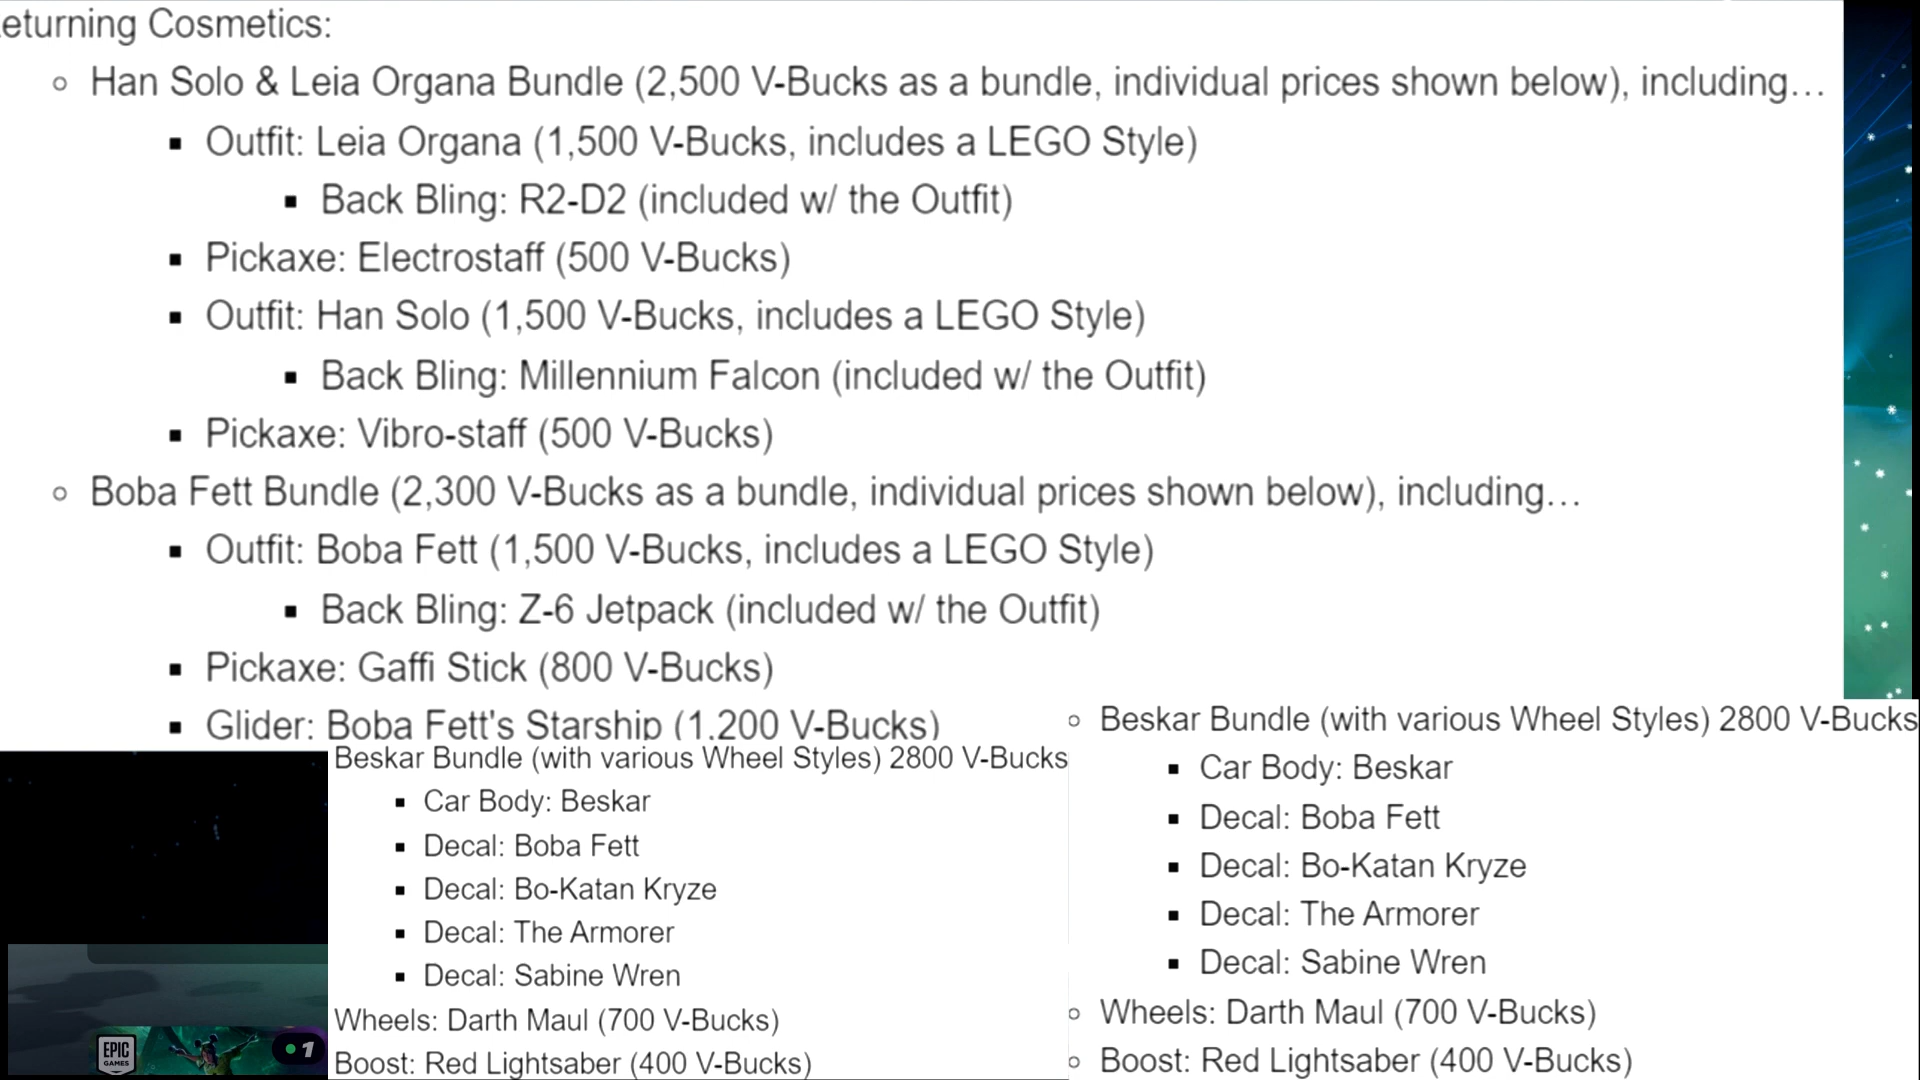 eturning Cosmetics:
Han Solo & Leia Organa Bundle (2,500 V-Bucks as a bundle, individual prices shown below), including…
Outfit: Leia Organa (1,500 V-Bucks, includes a LEGO Style)
Back Bling: R2-D2 (included w/ the Outfit)
Pickaxe: Electrostaff (500 V-Bucks)
Outfit: Han Solo (1,500 V-Bucks, includes a LEGO Style)
Back Bling: Millennium Falcon (included w/ the Outfit)
Pickaxe: Vibro-staff (500 V-Bucks)
Boba Fett Bundle (2,300 V-Bucks as a bundle, individual prices shown below), including…
Outfit: Boba Fett (1,500 V-Bucks, includes a LEGO Style)
Back Bling: Z-6 Jetpack (included w/ the Outfit)
Pickaxe: Gaffi Stick (800 V-Bucks)
Glider: Boba Fett's Starship (1,200 V-Bucks)
Beskar Bundle (with various Wheel Styles) 2800 V-Bucks
Car Body: Beskar
Decal: Boba Fett
Decal: Bo-Katan Kryze
Decal: The Armorer
Decal: Sabine Wren
Wheels: Darth Maul (700 V-Bucks)
Boost: Red Lightsaber (400 V-Bucks)
Beskar Bundle (with various Wheel Styles) 2800 V-Bucks
Car Body: Beskar
Decal: Boba Fett
Decal: Bo-Katan Kryze
Decal: The Armorer
Decal: Sabine Wren
Wheels: Darth Maul (700 V-Bucks)
Boost: Red Lightsaber (400 V-Bucks)
EPIC
GAMES
1